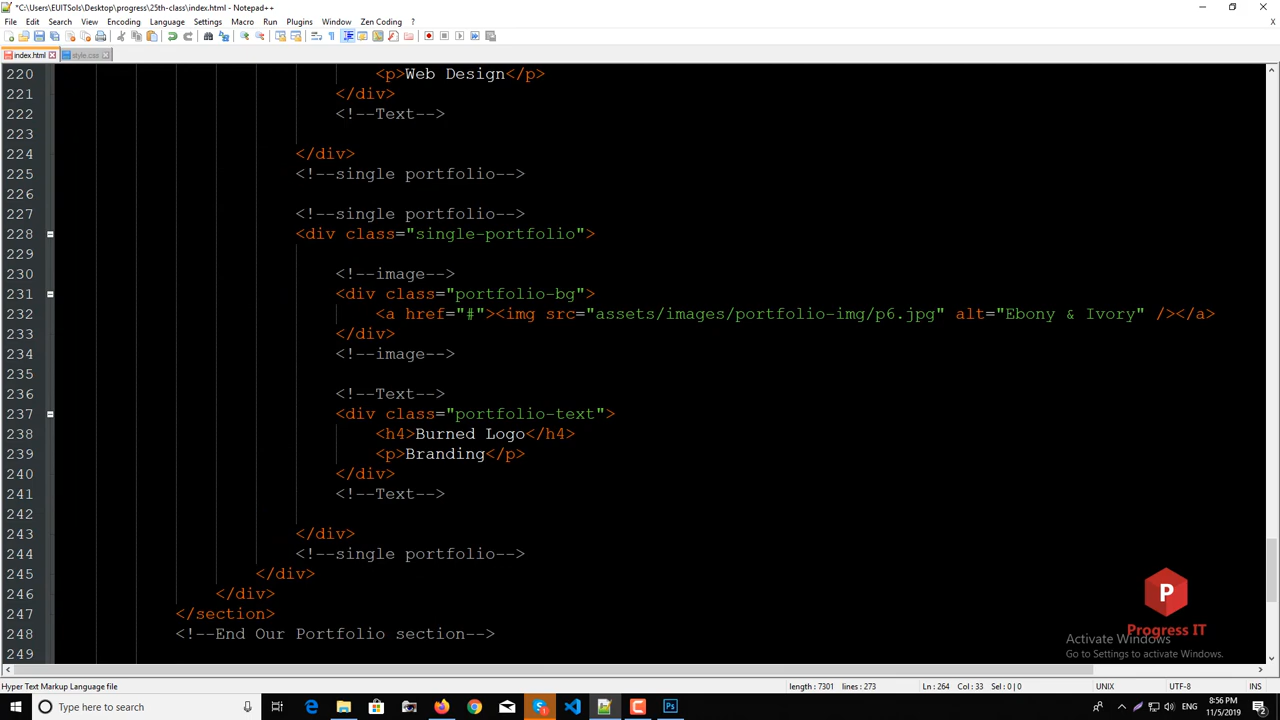 *C:\Users\EUITSols\Desktop\progress\25th-class\index.html - Notepad++
File Edit Search View Encoding Language Settings Macro Run Plugins Window Zen Coding ?
index.html style.css
220 <p>Web Design</p>
221 </div>
222 <!--Text-->
223
224 </div>
225 <!--single portfolio-->
226
227 <!--single portfolio-->
228 <div class="single-portfolio">
229
230 <!--image-->
231 <div class="portfolio-bg">
232 <a href="#"><img src="assets/images/portfolio-img/p6.jpg" alt="Ebony & Ivory" /></a>
233 </div>
234 <!--image-->
235
236 <!--Text-->
237 <div class="portfolio-text">
238 <h4>Burned Logo</h4>
239 <p>Branding</p>
240 </div>
241 <!--Text-->
242
243 </div>
244 <!--single portfolio-->
245 </div>
246 </div>
247 </section>
248 <!--End Our Portfolio section-->
249
P
Progress IT
Activate Windows
Go to Settings to activate Windows.
Hyper Text Markup Language file length : 7301 lines : 273 Ln : 264 Col : 33 Sel : 0 | 0 UNIX UTF-8 INS
Type here to search
ENG
8:56 PM
11/5/2019